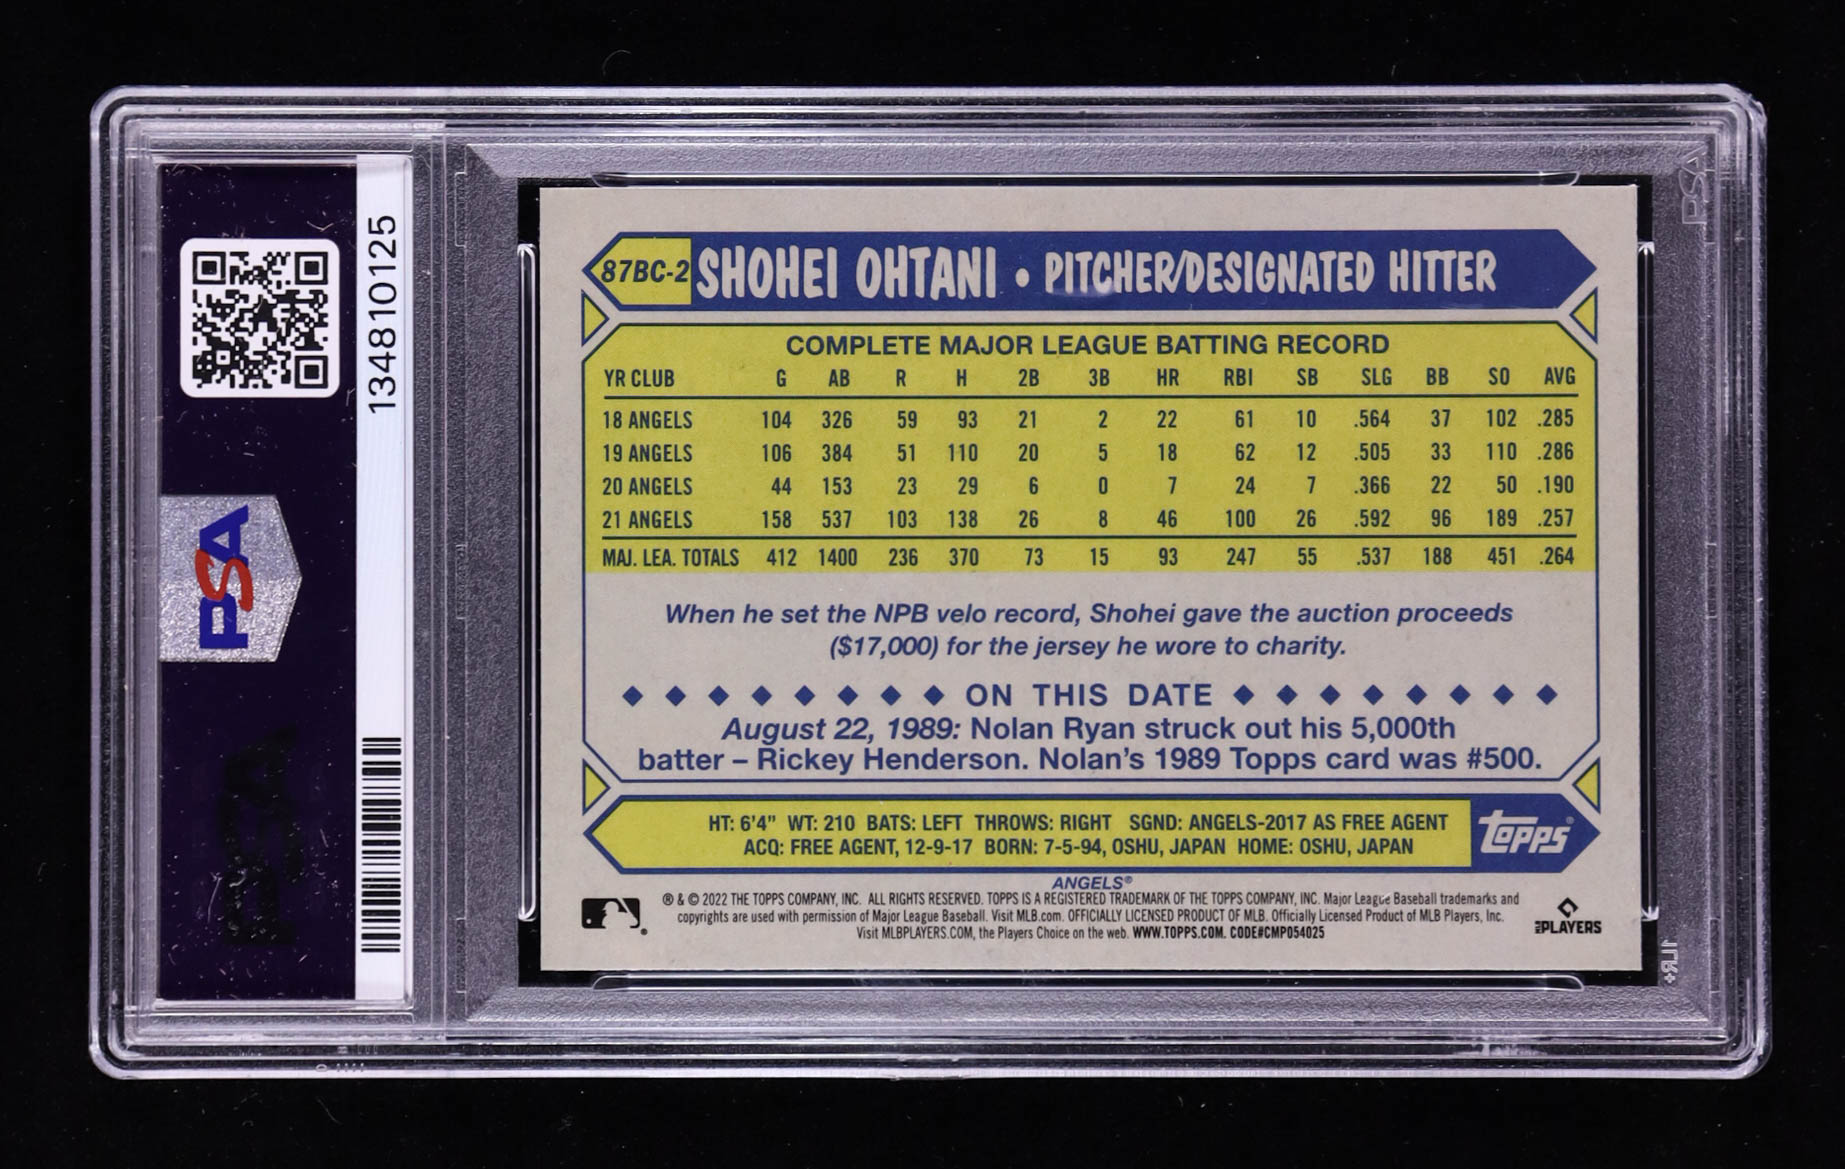 134810125
PSA
PSA
PSA
87BC-2 SHOHEI OHTANI • PITCHER/DESIGNATED HITTER
COMPLETE MAJOR LEAGUE BATTING RECORD
YR CLUB G AB R H 2B 3B HR RBI SB SLG BB SO AVG
18 ANGELS 104 326 59 93 21 2 22 61 10 .564 37 102 .285
19 ANGELS 106 384 51 110 20 5 18 62 12 .505 33 110 .286
20 ANGELS 44 153 23 29 6 0 7 24 7 .366 22 50 .190
21 ANGELS 158 537 103 138 26 8 46 100 26 .592 96 189 .257
MAJ. LEA. TOTALS 412 1400 236 370 73 15 93 247 55 .537 188 451 .264
When he set the NPB velo record, Shohei gave the auction proceeds
($17,000) for the jersey he wore to charity.
ON THIS DATE
August 22, 1989: Nolan Ryan struck out his 5,000th
batter – Rickey Henderson. Nolan's 1989 Topps card was #500.
HT: 6'4" WT: 210 BATS: LEFT THROWS: RIGHT SGND: ANGELS-2017 AS FREE AGENT
ACQ: FREE AGENT, 12-9-17 BORN: 7-5-94, OSHU, JAPAN HOME: OSHU, JAPAN
topps®
ANGELS®
® & © 2022 THE TOPPS COMPANY, INC. ALL RIGHTS RESERVED. TOPPS IS A REGISTERED TRADEMARK OF THE TOPPS COMPANY, INC. Major League Baseball trademarks and
copyrights are used with permission of Major League Baseball. Visit MLB.com. OFFICIALLY LICENSED PRODUCT OF MLB. Officially Licensed Product of MLB Players, Inc.
Visit MLBPLAYERS.COM, the Players Choice on the web. WWW.TOPPS.COM. CODE#CMP054025
MLB PLAYERS